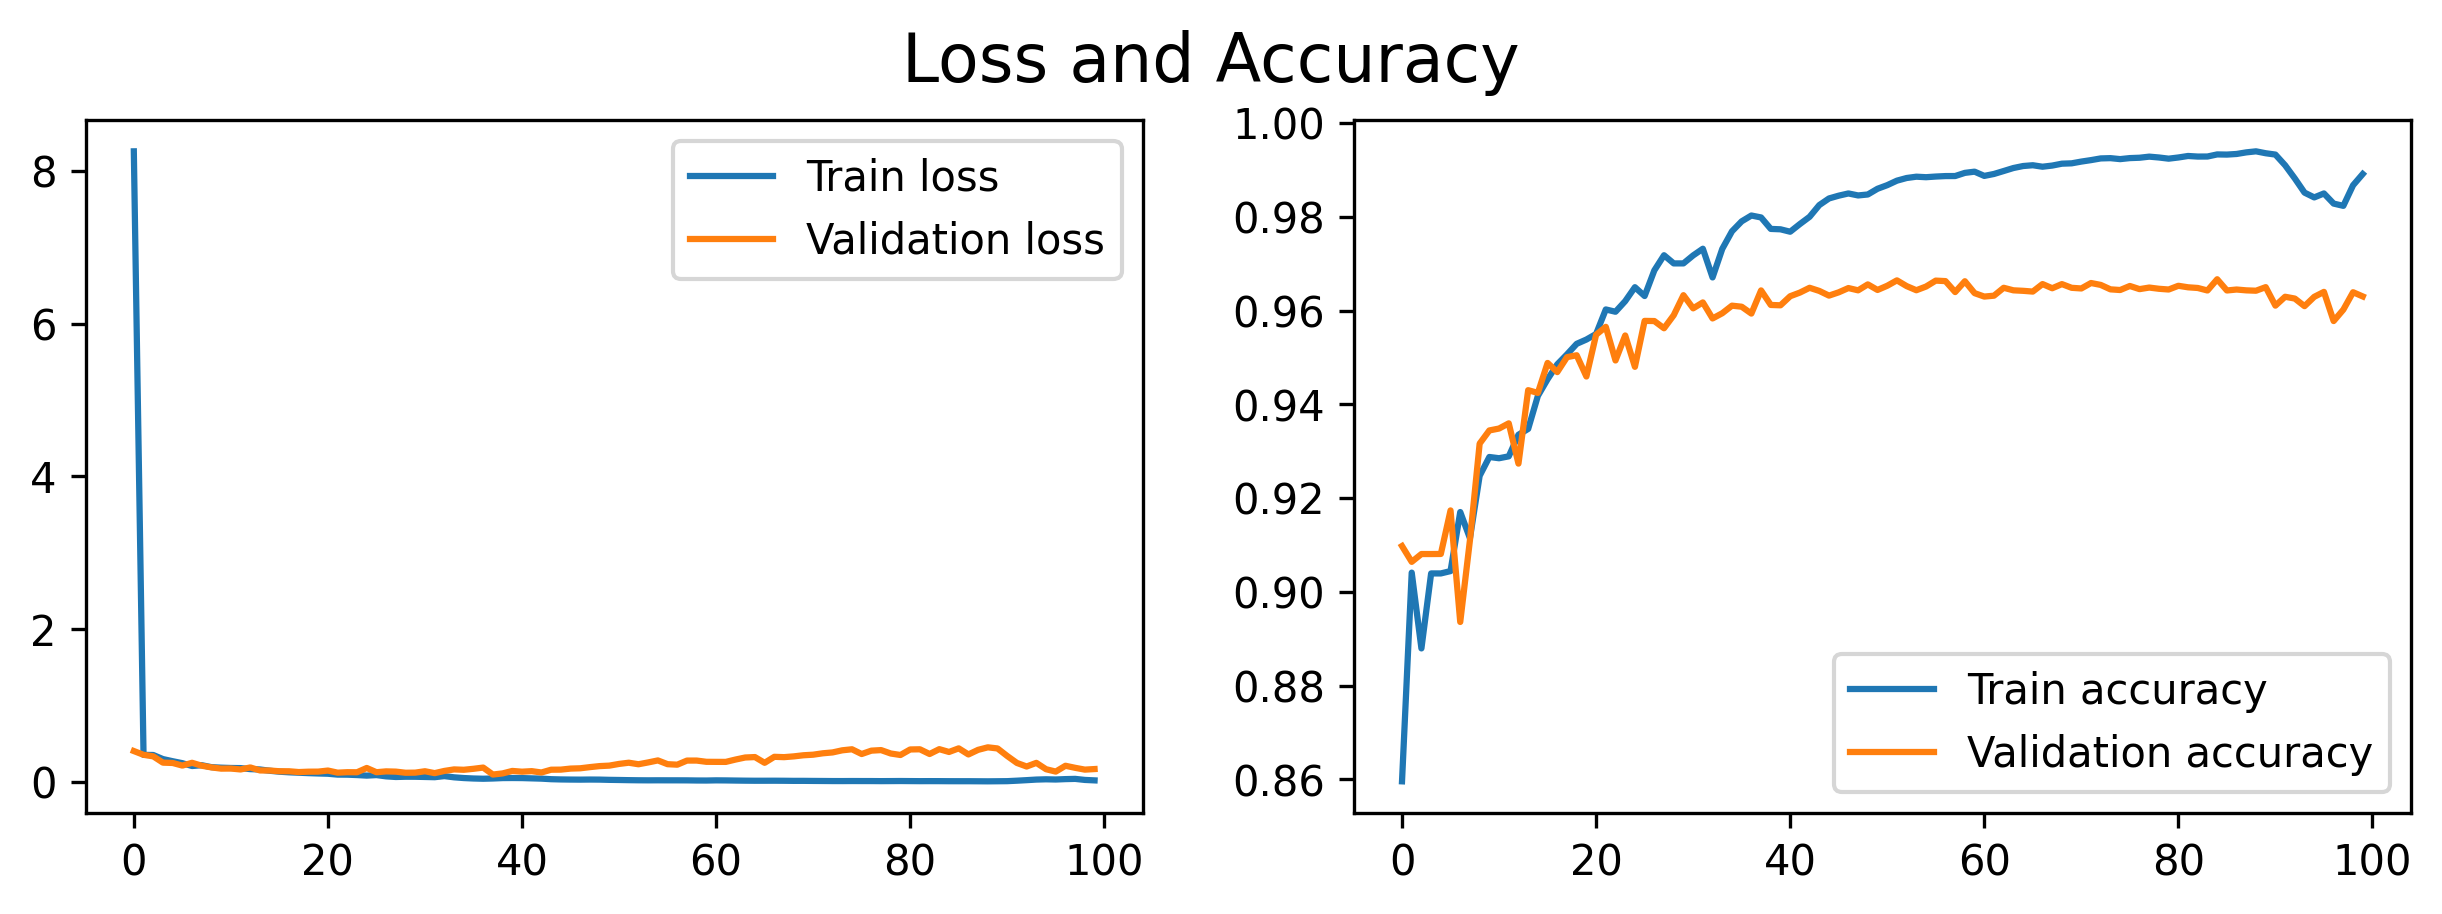 Loss and Accuracy
8
6
4
2
0
0 20 40 60 80 100
Train loss
Validation loss
1.00
0.98
0.96
0.94
0.92
0.90
0.88
0.86
0 20 40 60 80 100
Train accuracy
Validation accuracy